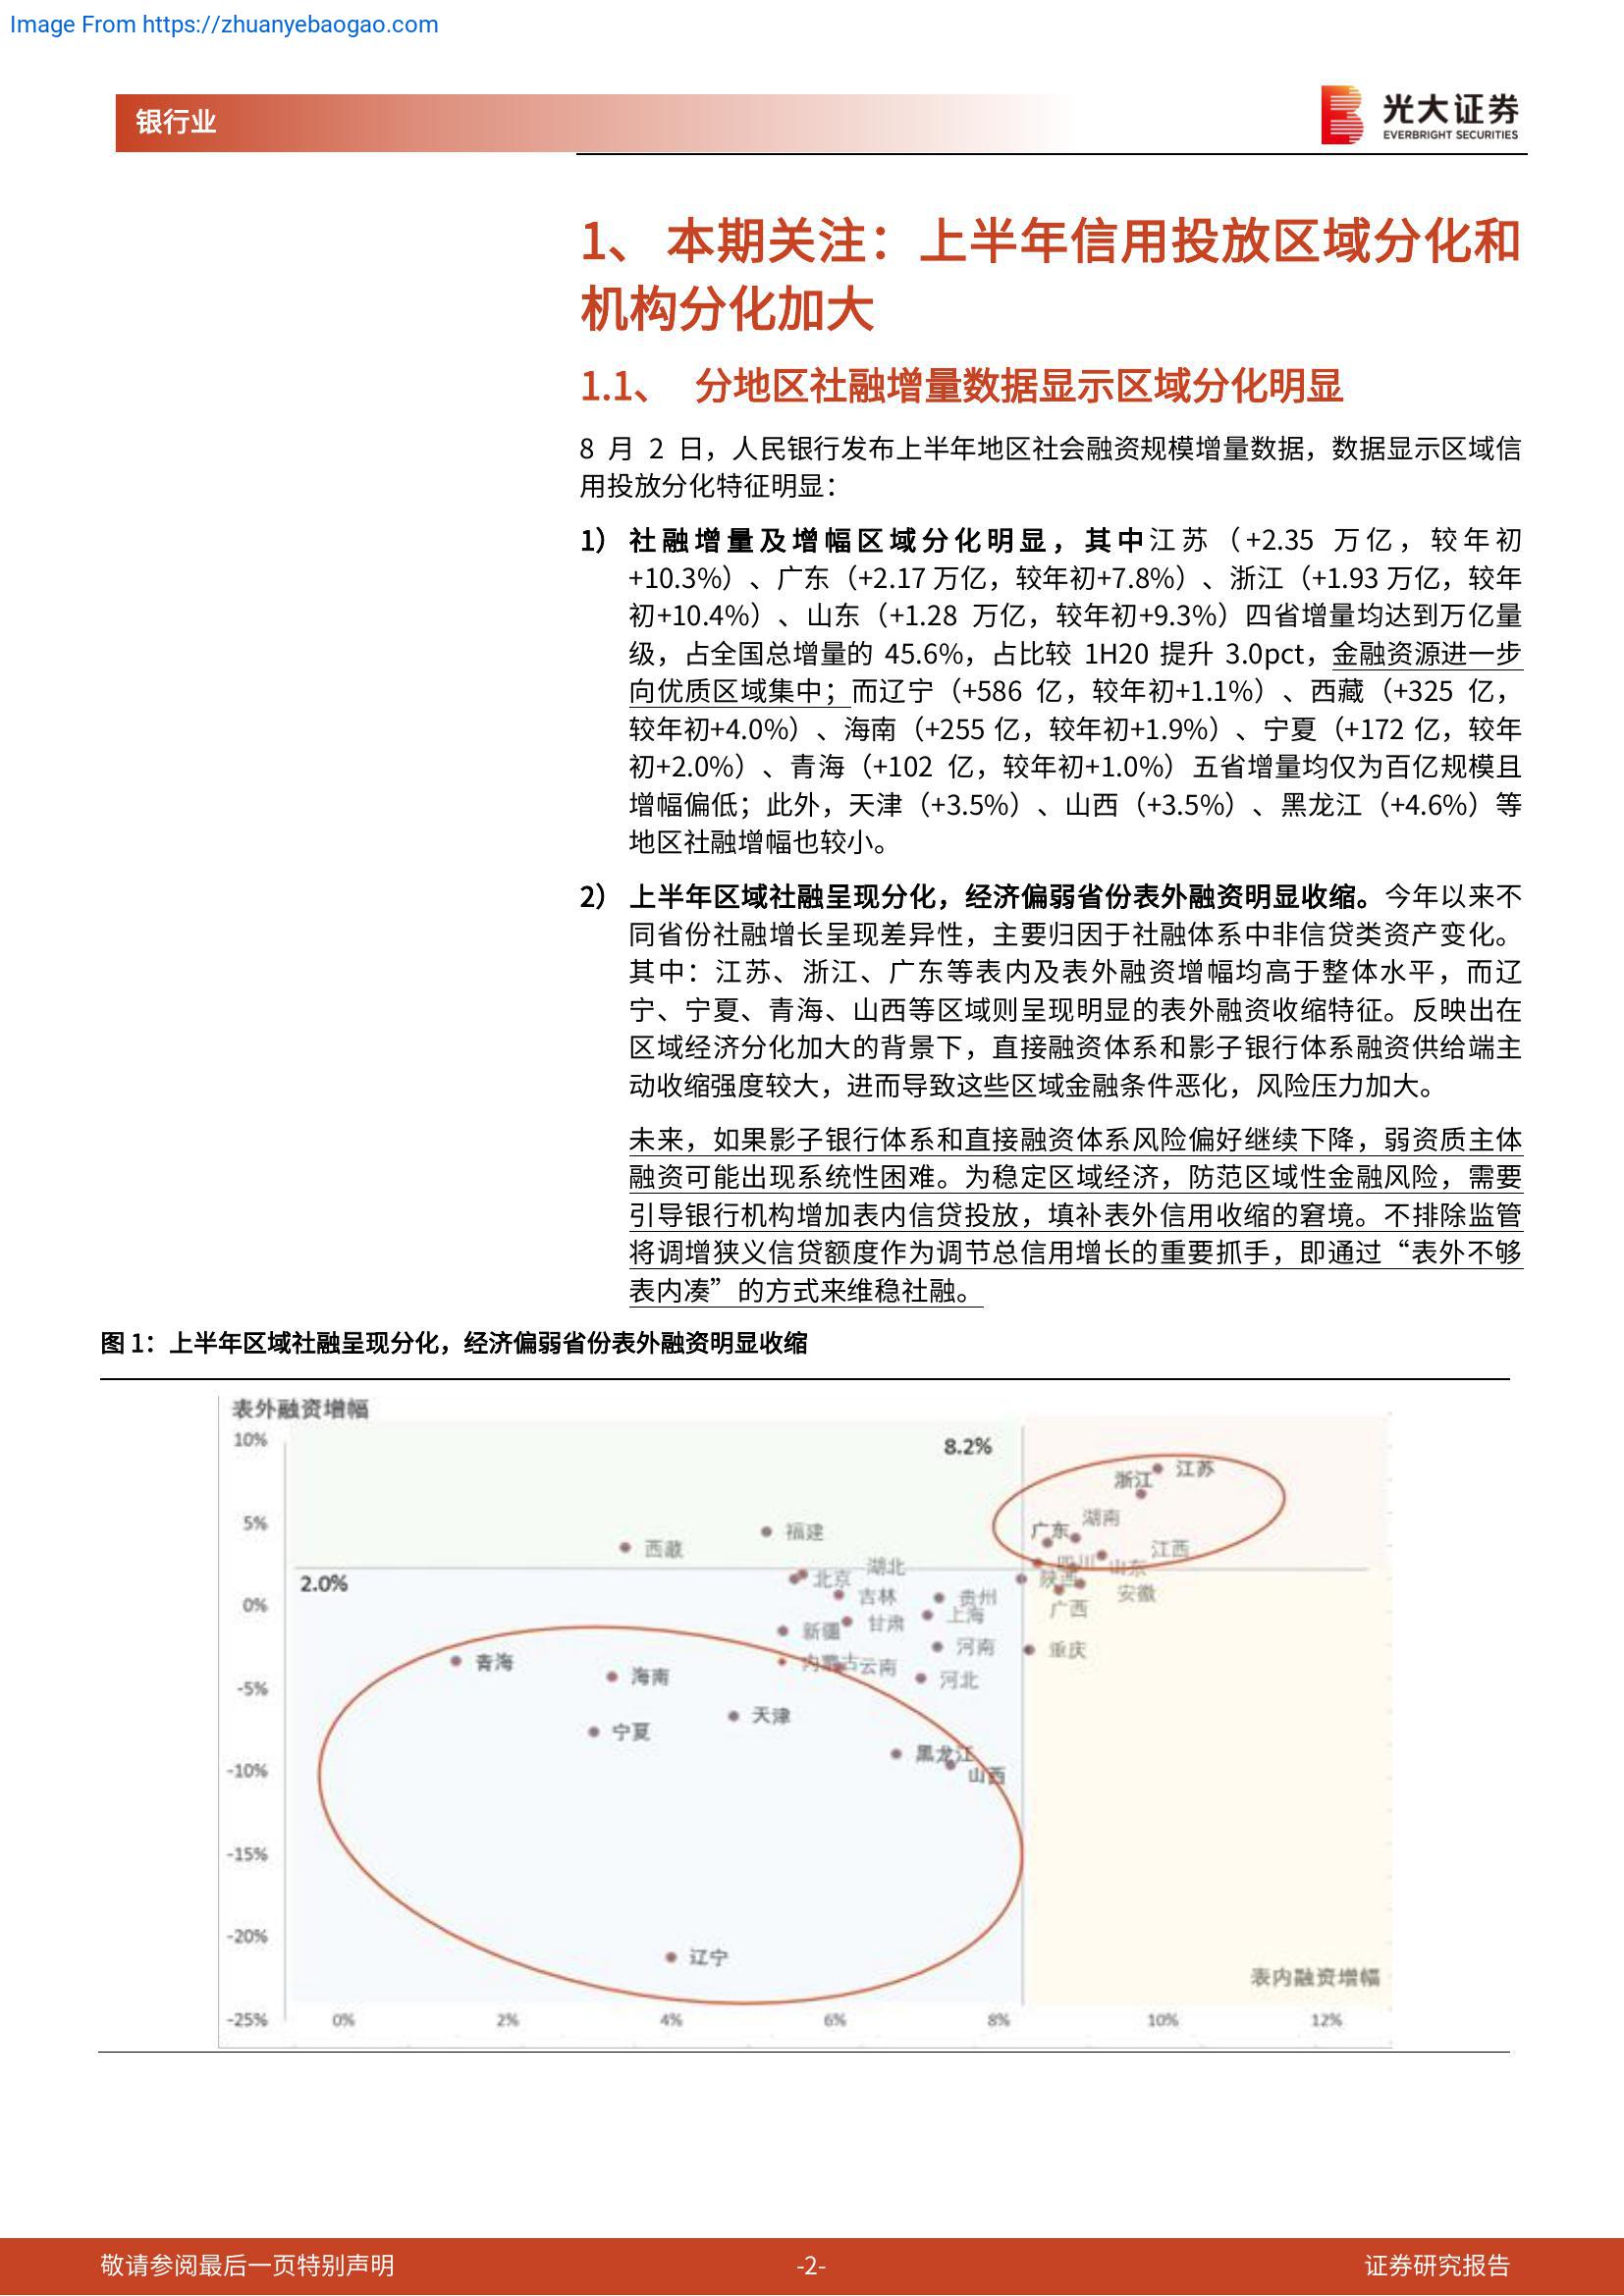 Image From https://zhuanyebaogao.com
银行业
光大证券
EVERBRIGHT SECURITIES
1、 本期关注：上半年信用投放区域分化和
机构分化加大
1.1、 分地区社融增量数据显示区域分化明显
8 月 2 日，人民银行发布上半年地区社会融资规模增量数据，数据显示区域信
用投放分化特征明显：
1） 社融增量及增幅区域分化明显，其中江苏（+2.35 万亿，较年初
+10.3%）、广东（+2.17 万亿，较年初+7.8%）、浙江（+1.93 万亿，较年
初+10.4%）、山东（+1.28 万亿，较年初+9.3%）四省增量均达到万亿量
级，占全国总增量的 45.6%，占比较 1H20 提升 3.0pct，金融资源进一步
向优质区域集中；而辽宁（+586 亿，较年初+1.1%）、西藏（+325 亿，
较年初+4.0%）、海南（+255 亿，较年初+1.9%）、宁夏（+172 亿，较年
初+2.0%）、青海（+102 亿，较年初+1.0%）五省增量均仅为百亿规模且
增幅偏低；此外，天津（+3.5%）、山西（+3.5%）、黑龙江（+4.6%）等
地区社融增幅也较小。
2） 上半年区域社融呈现分化，经济偏弱省份表外融资明显收缩。今年以来不
同省份社融增长呈现差异性，主要归因于社融体系中非信贷类资产变化。
其中：江苏、浙江、广东等表内及表外融资增幅均高于整体水平，而辽
宁、宁夏、青海、山西等区域则呈现明显的表外融资收缩特征。反映出在
区域经济分化加大的背景下，直接融资体系和影子银行体系融资供给端主
动收缩强度较大，进而导致这些区域金融条件恶化，风险压力加大。
未来，如果影子银行体系和直接融资体系风险偏好继续下降，弱资质主体
融资可能出现系统性困难。为稳定区域经济，防范区域性金融风险，需要
引导银行机构增加表内信贷投放，填补表外信用收缩的窘境。不排除监管
将调增狭义信贷额度作为调节总信用增长的重要抓手，即通过“表外不够
表内凑”的方式来维稳社融。
图 1：上半年区域社融呈现分化，经济偏弱省份表外融资明显收缩
表外融资增幅
10%
8.2%
江苏
浙江
湖南
广东
5%
福建
西藏
江西
四川
山东
湖北
北京
陕西
2.0%
吉林
贵州
安徽
0%
上海
广西
甘肃
新疆
河南
重庆
青海
内蒙古
云南
海南
河北
-5%
天津
宁夏
黑龙江
山西
-10%
-15%
-20%
辽宁
表内融资增幅
-25%
0%
2%
4%
6%
8%
10%
12%
敬请参阅最后一页特别声明
-2-
证券研究报告